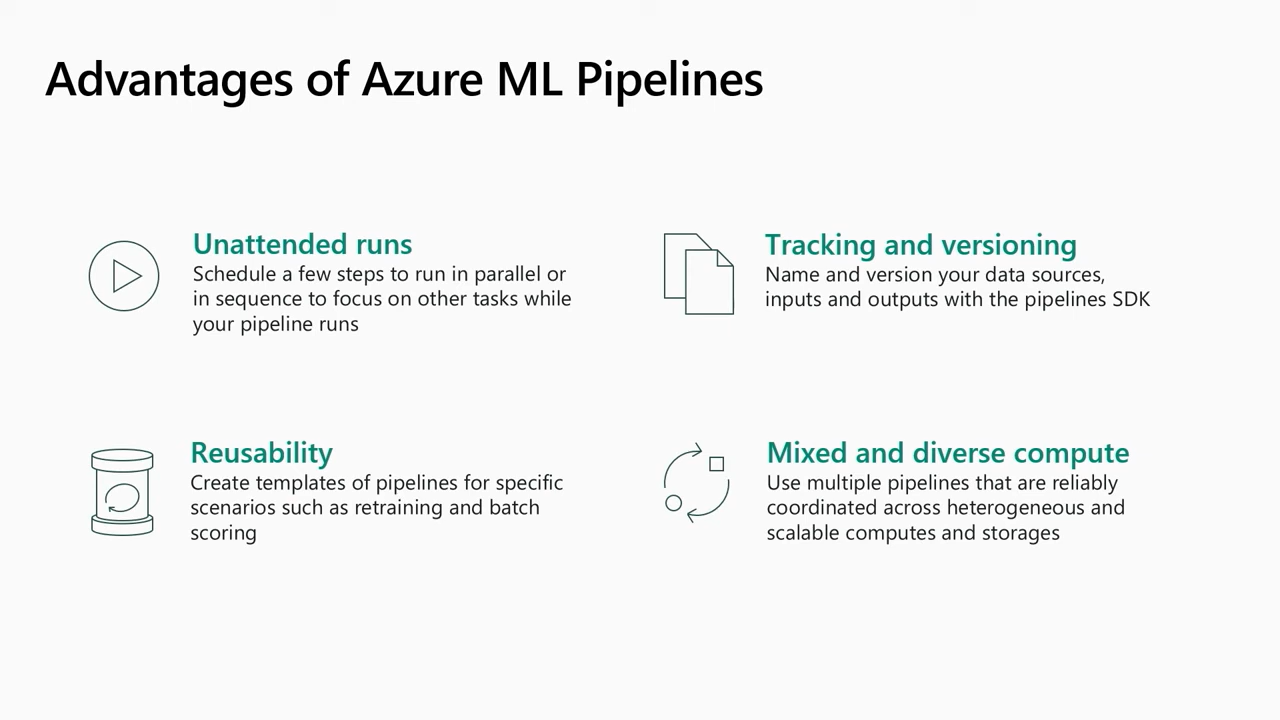 Advantages of Azure ML Pipelines
Unattended runs
Schedule a few steps to run in parallel or
in sequence to focus on other tasks while
your pipeline runs
Tracking and versioning
Name and version your data sources,
inputs and outputs with the pipelines SDK
Reusability
Create templates of pipelines for specific
scenarios such as retraining and batch
scoring
Mixed and diverse compute
Use multiple pipelines that are reliably
coordinated across heterogeneous and
scalable computes and storages